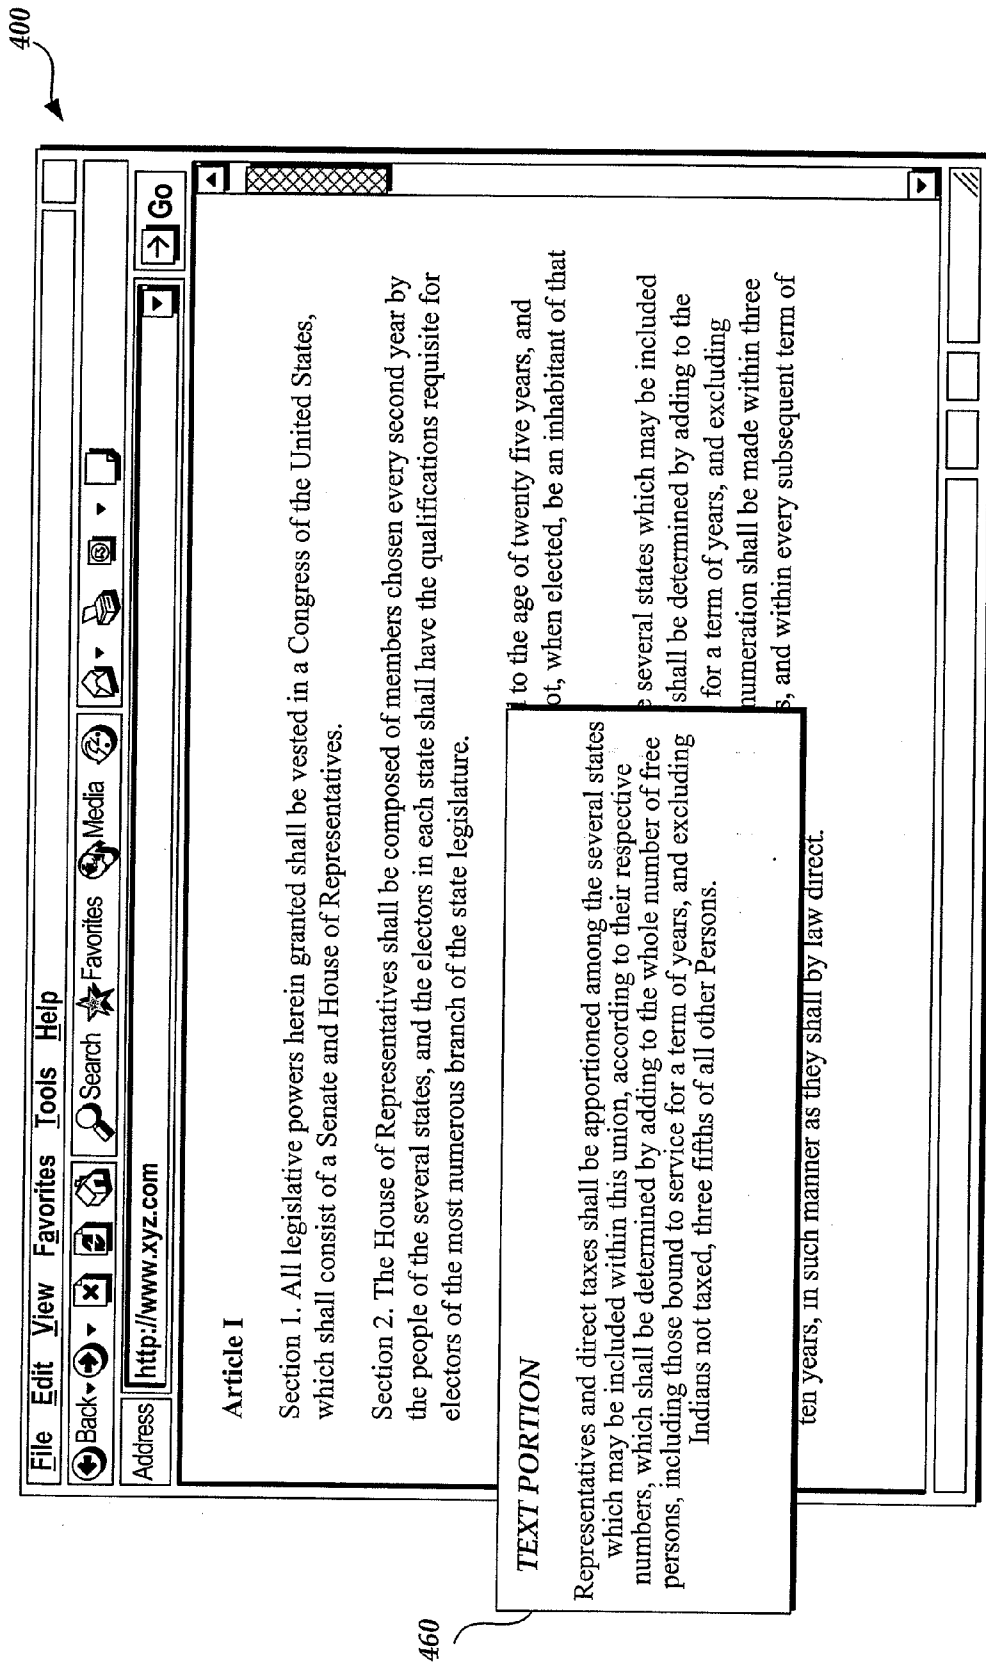 400
File Edit View Favorites Tools Help
Back Search Favorites Media
Address http://www.xyz.com Go
Article I
Section 1. All legislative powers herein granted shall be vested in a Congress of the United States,
which shall consist of a Senate and House of Representatives.
Section 2. The House of Representatives shall be composed of members chosen every second year by
the people of the several states, and the electors in each state shall have the qualifications requisite for
electors of the most numerous branch of the state legislature.
to the age of twenty five years, and
ot, when elected, be an inhabitant of that
several states which may be included
shall be determined by adding to the
for a term of years, and excluding
numeration shall be made within three
s, and within every subsequent term of
ten years, in such manner as they shall by law direct.
460
TEXT PORTION
Representatives and direct taxes shall be apportioned among the several states
which may be included within this union, according to their respective
numbers, which shall be determined by adding to the whole number of free
persons, including those bound to service for a term of years, and excluding
Indians not taxed, three fifths of all other Persons.